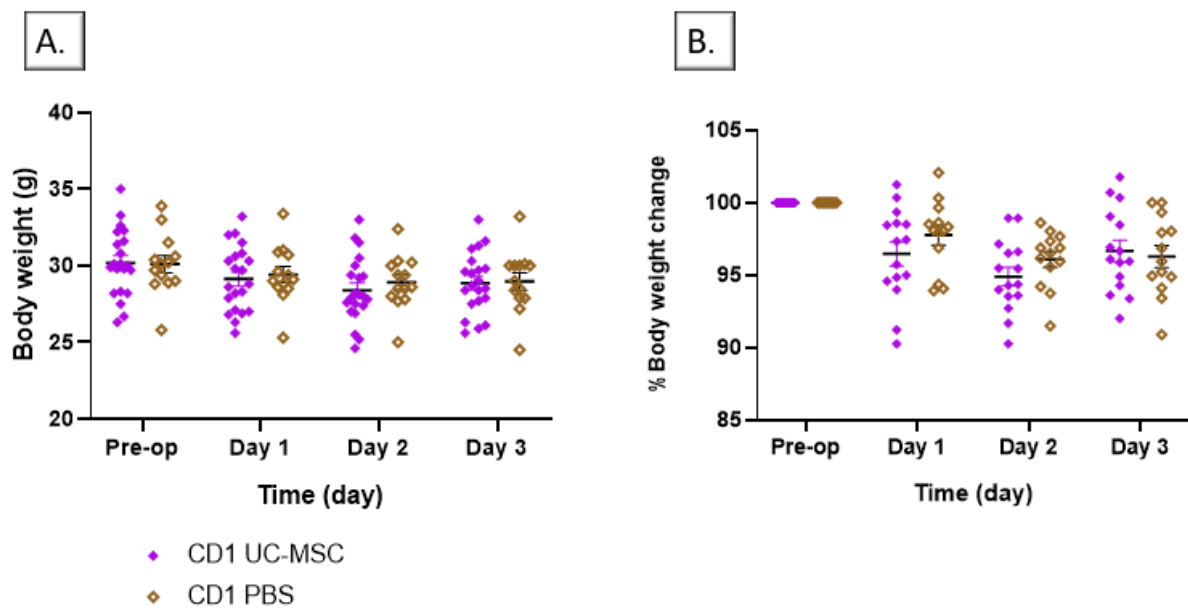 A.
B.
Body weight (g)
40
35
30
25
20
Pre-op Day 1 Day 2 Day 3
Time (day)
% Body weight change
105
100
95
90
85
Pre-op Day 1 Day 2 Day 3
Time (day)
CD1 UC-MSC
CD1 PBS